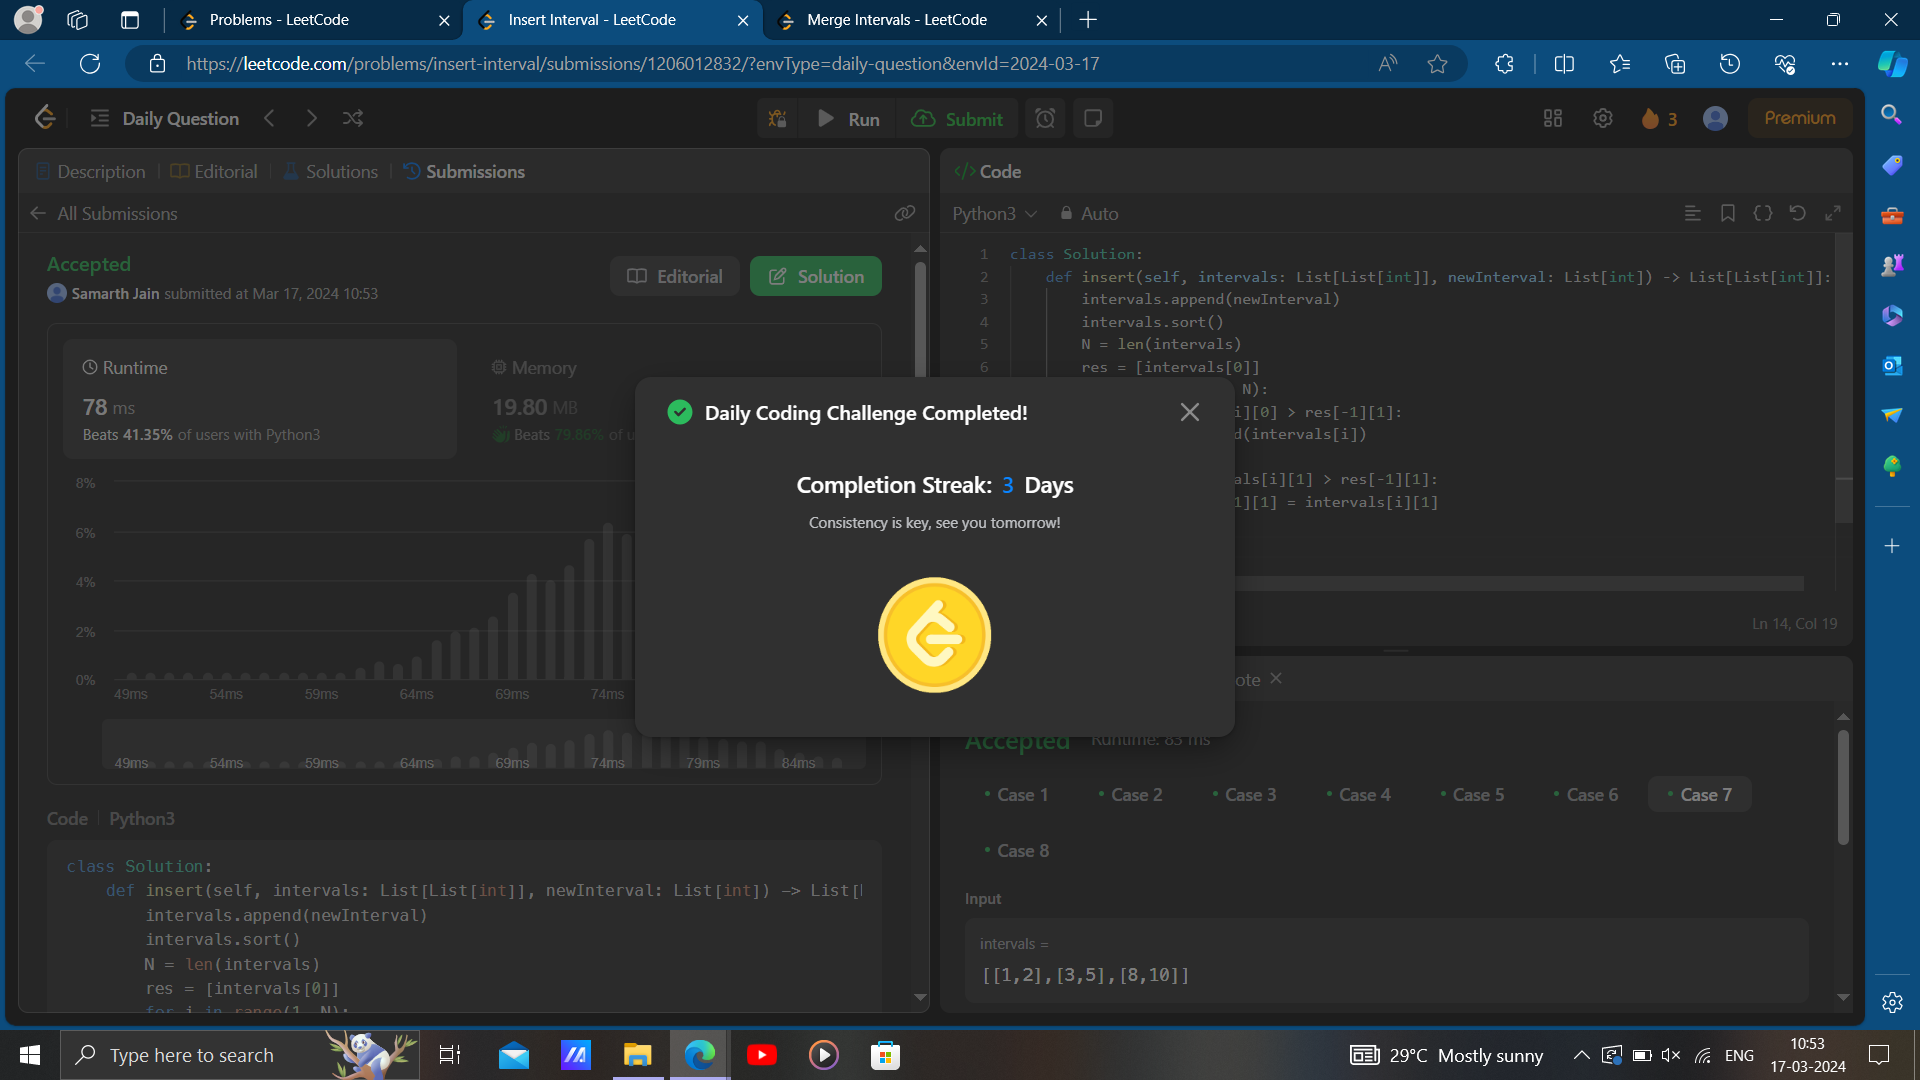 Problems - LeetCode
Insert Interval - LeetCode
Merge Intervals - LeetCode
https://leetcode.com/problems/insert-interval/submissions/1206012832/?envType=daily-question&envId=2024-03-17
Daily Question
Run
Submit
3
Premium
Description
Editorial
Solutions
Submissions
All Submissions
Accepted
Samarth Jain submitted at Mar 17, 2024 10:53
Editorial
Solution
Runtime
78 ms
Beats 41.35% of users with Python3
Memory
19.80 MB
Beats 79.86% of u
8%
6%
4%
2%
0%
49ms 54ms 59ms 64ms 69ms 74ms
49ms 54ms 59ms 64ms 69ms 74ms 79ms 84ms
Code
Python3
class Solution:
def insert(self, intervals: List[List[int]], newInterval: List[int]) -> List[
intervals.append(newInterval)
intervals.sort()
N = len(intervals)
res = [intervals[0]]
for i in range(1, N):
Daily Coding Challenge Completed!
Completion Streak: 3 Days
Consistency is key, see you tomorrow!
Code
Python3
Auto
1 class Solution:
2 def insert(self, intervals: List[List[int]], newInterval: List[int]) -> List[List[int]]:
3 intervals.append(newInterval)
4 intervals.sort()
5 N = len(intervals)
6 res = [intervals[0]]
N):
i][0] > res[-1][1]:
d(intervals[i])
als[i][1] > res[-1][1]:
1][1] = intervals[i][1]
Ln 14, Col 19
ote
Accepted
Runtime: 83 ms
Case 1
Case 2
Case 3
Case 4
Case 5
Case 6
Case 7
Case 8
Input
intervals =
[[1,2],[3,5],[8,10]]
Type here to search
29°C Mostly sunny
ENG
10:53
17-03-2024